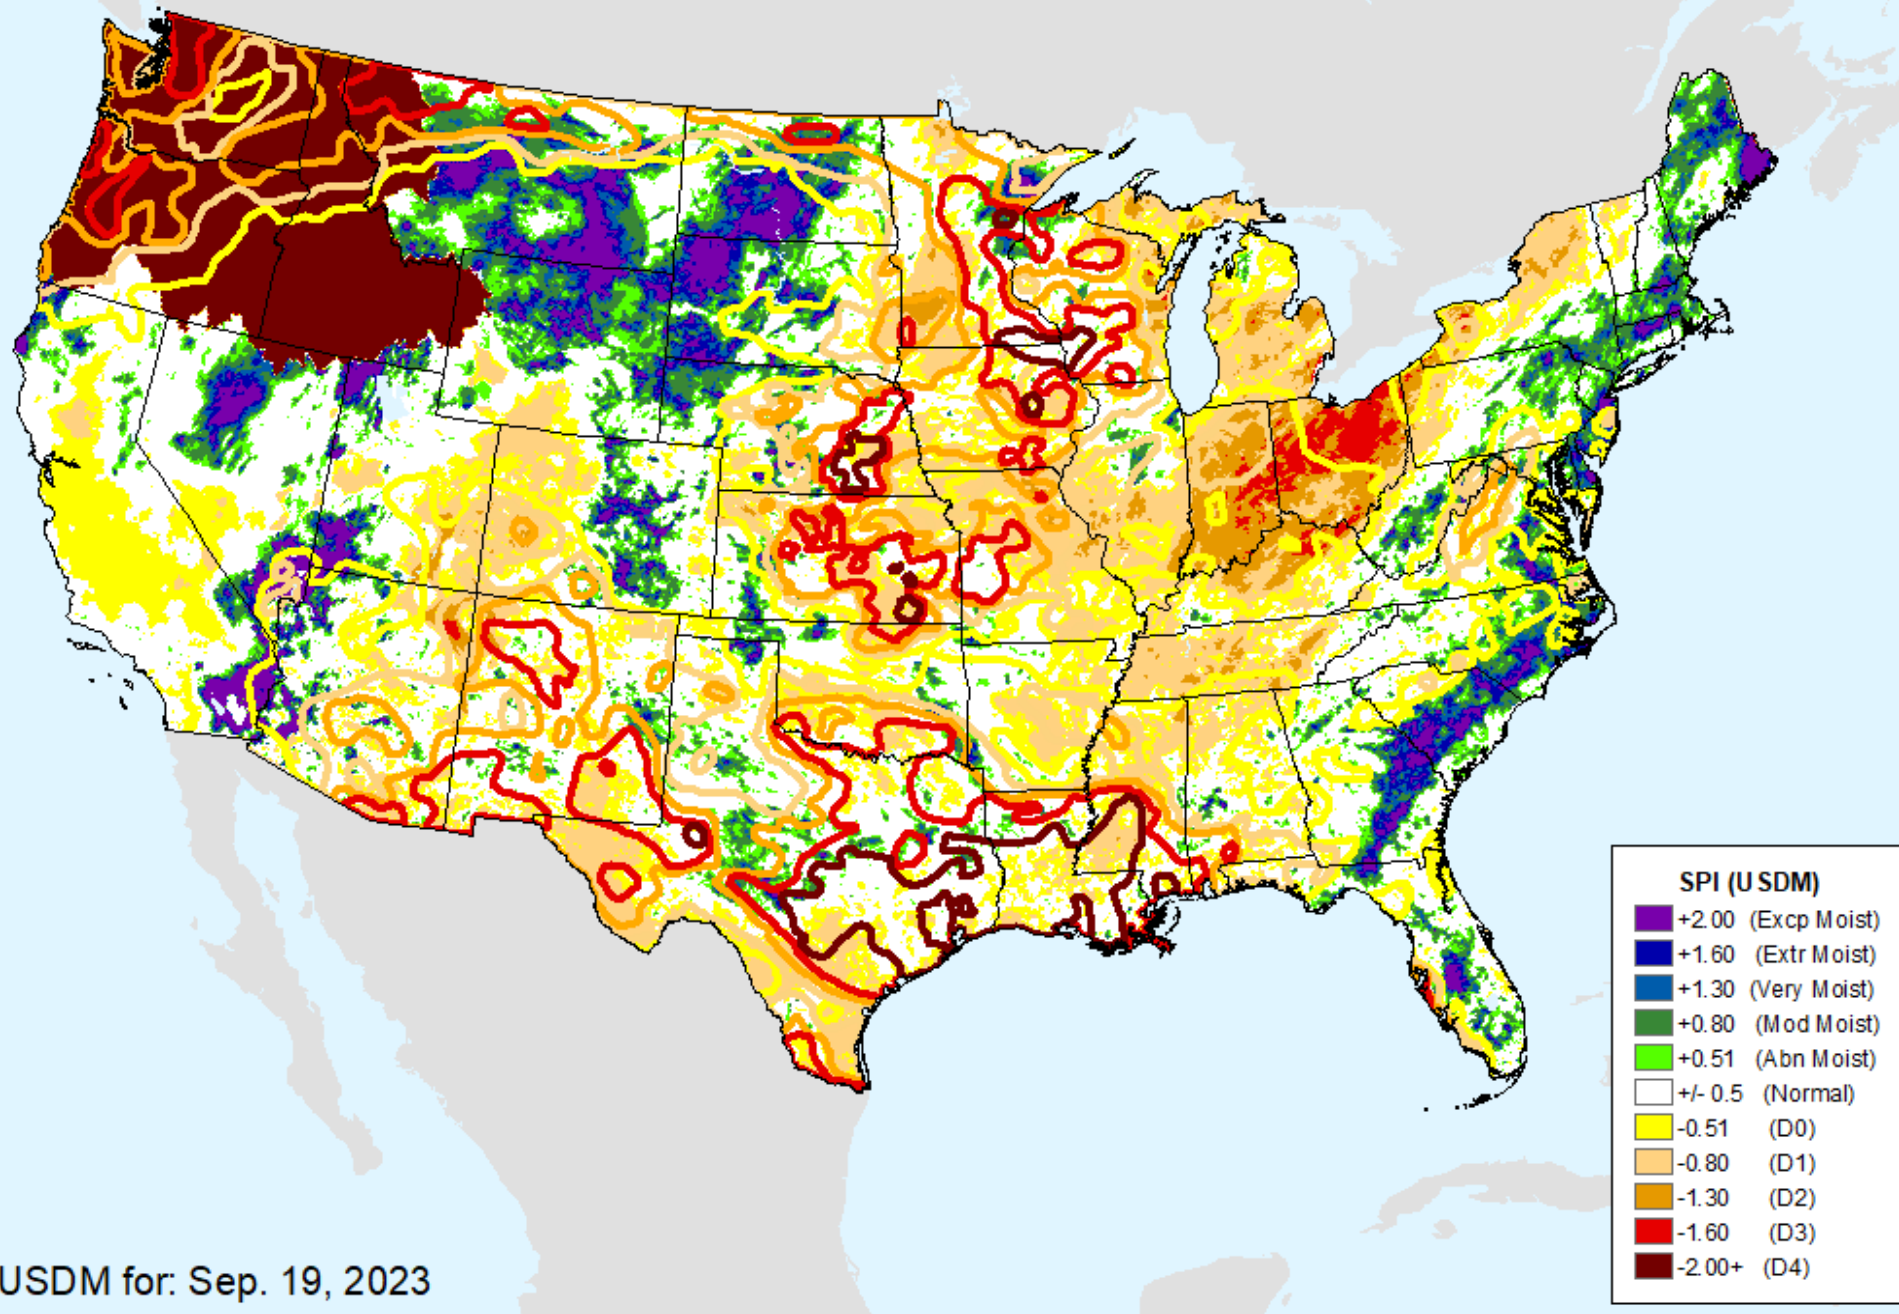 SPI (USDM)
+2.00 (Excp Moist)
+1.60 (Extr Moist)
+1.30 (Very Moist)
+0.80 (Mod Moist)
+0.51 (Abn Moist)
+/- 0.5 (Normal)
-0.51 (D0)
-0.80 (D1)
-1.30 (D2)
-1.60 (D3)
-2.00+ (D4)
USDM for: Sep. 19, 2023